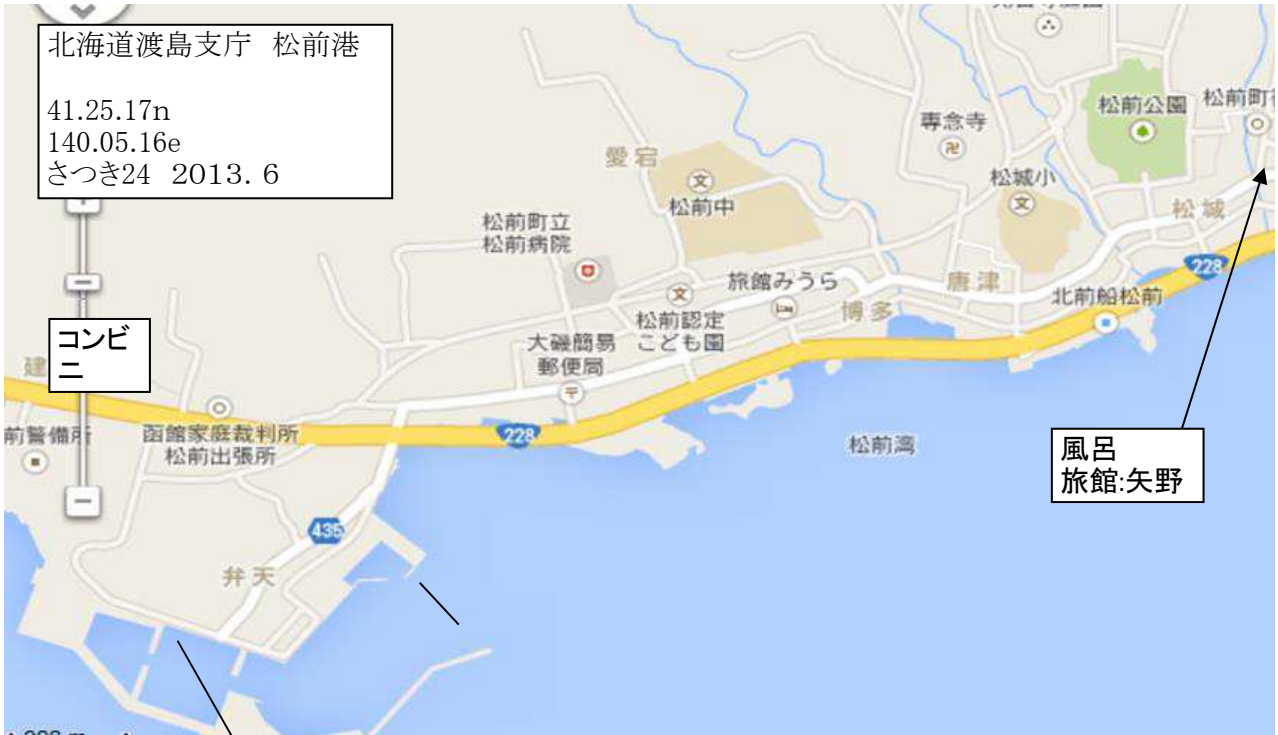 北海道渡島支庁 松前港
41.25.17n
140.05.16e
さつき24 2013.6
松前公園
専念寺
愛宕
松城小
松前中
松城
松前町立
松前病院
228
旅館みうら
唐津
北前船松前
博多
松前認定
こども園
コンビ
ニ
大磯簡易
郵便局
建
函館家庭裁判所
松前出張所
前警備所
228
松前湾
風呂
旅館:矢野
435
弁天